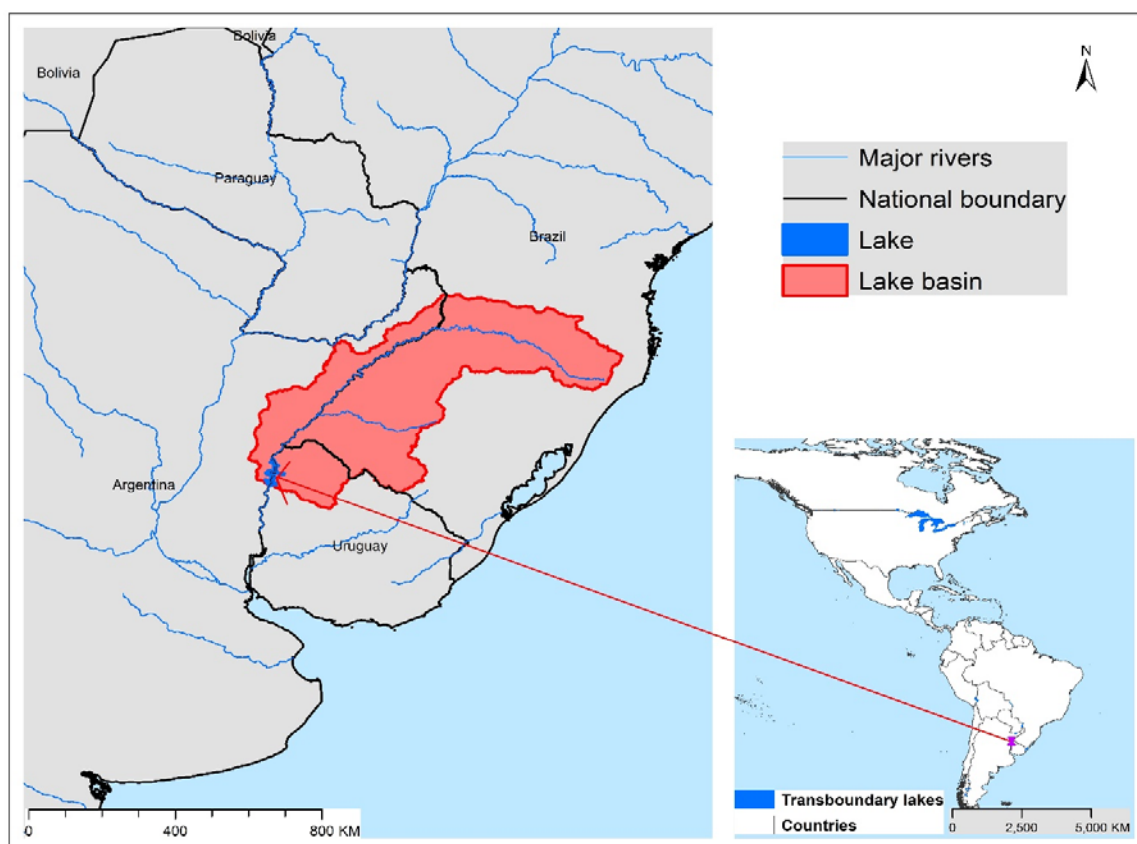 Bolivia
Bolivia
Paraguay
Brazil
Argentina
Uruguay
0 400 800 KM
N
Major rivers
National boundary
Lake
Lake basin
Transboundary lakes
Countries
0 2,500 5,000 KM